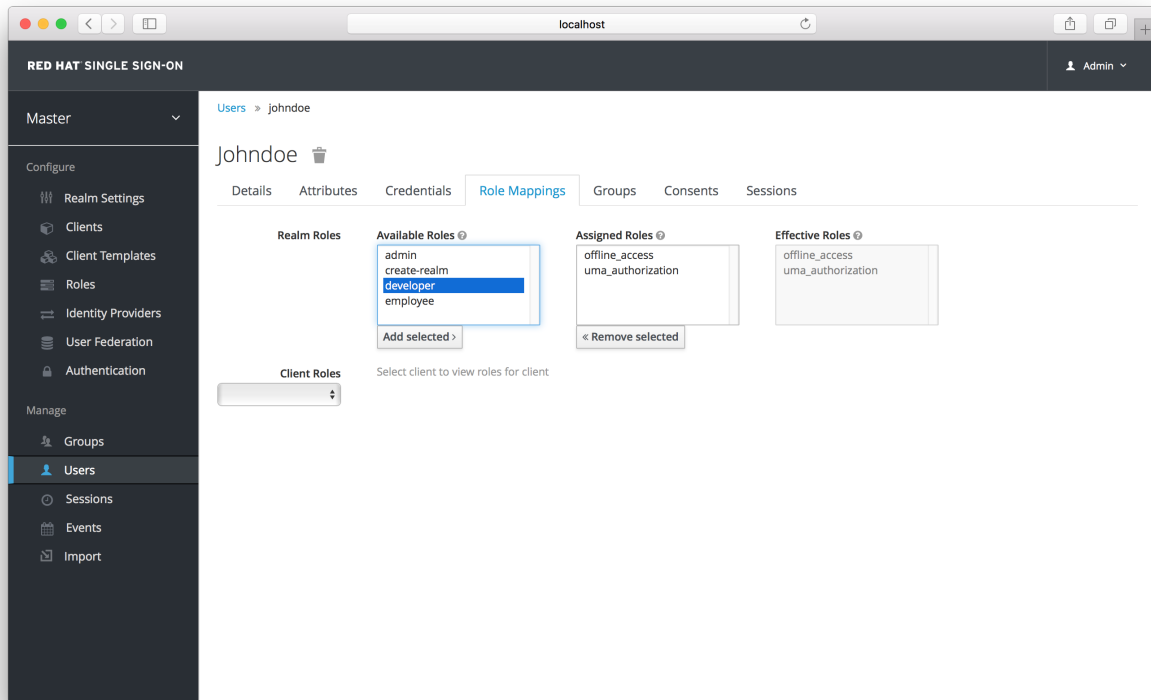 localhost
RED HAT SINGLE SIGN-ON
Admin
Master
Users » johndoe
Johndoe
Configure
Realm Settings
Clients
Client Templates
Roles
Identity Providers
User Federation
Authentication
Manage
Groups
Users
Sessions
Events
Import
Details Attributes Credentials Role Mappings Groups Consents Sessions
Realm Roles
Available Roles
admin
create-realm
developer
employee
Add selected ›
Assigned Roles
offline_access
uma_authorization
« Remove selected
Effective Roles
offline_access
uma_authorization
Client Roles
Select client to view roles for client